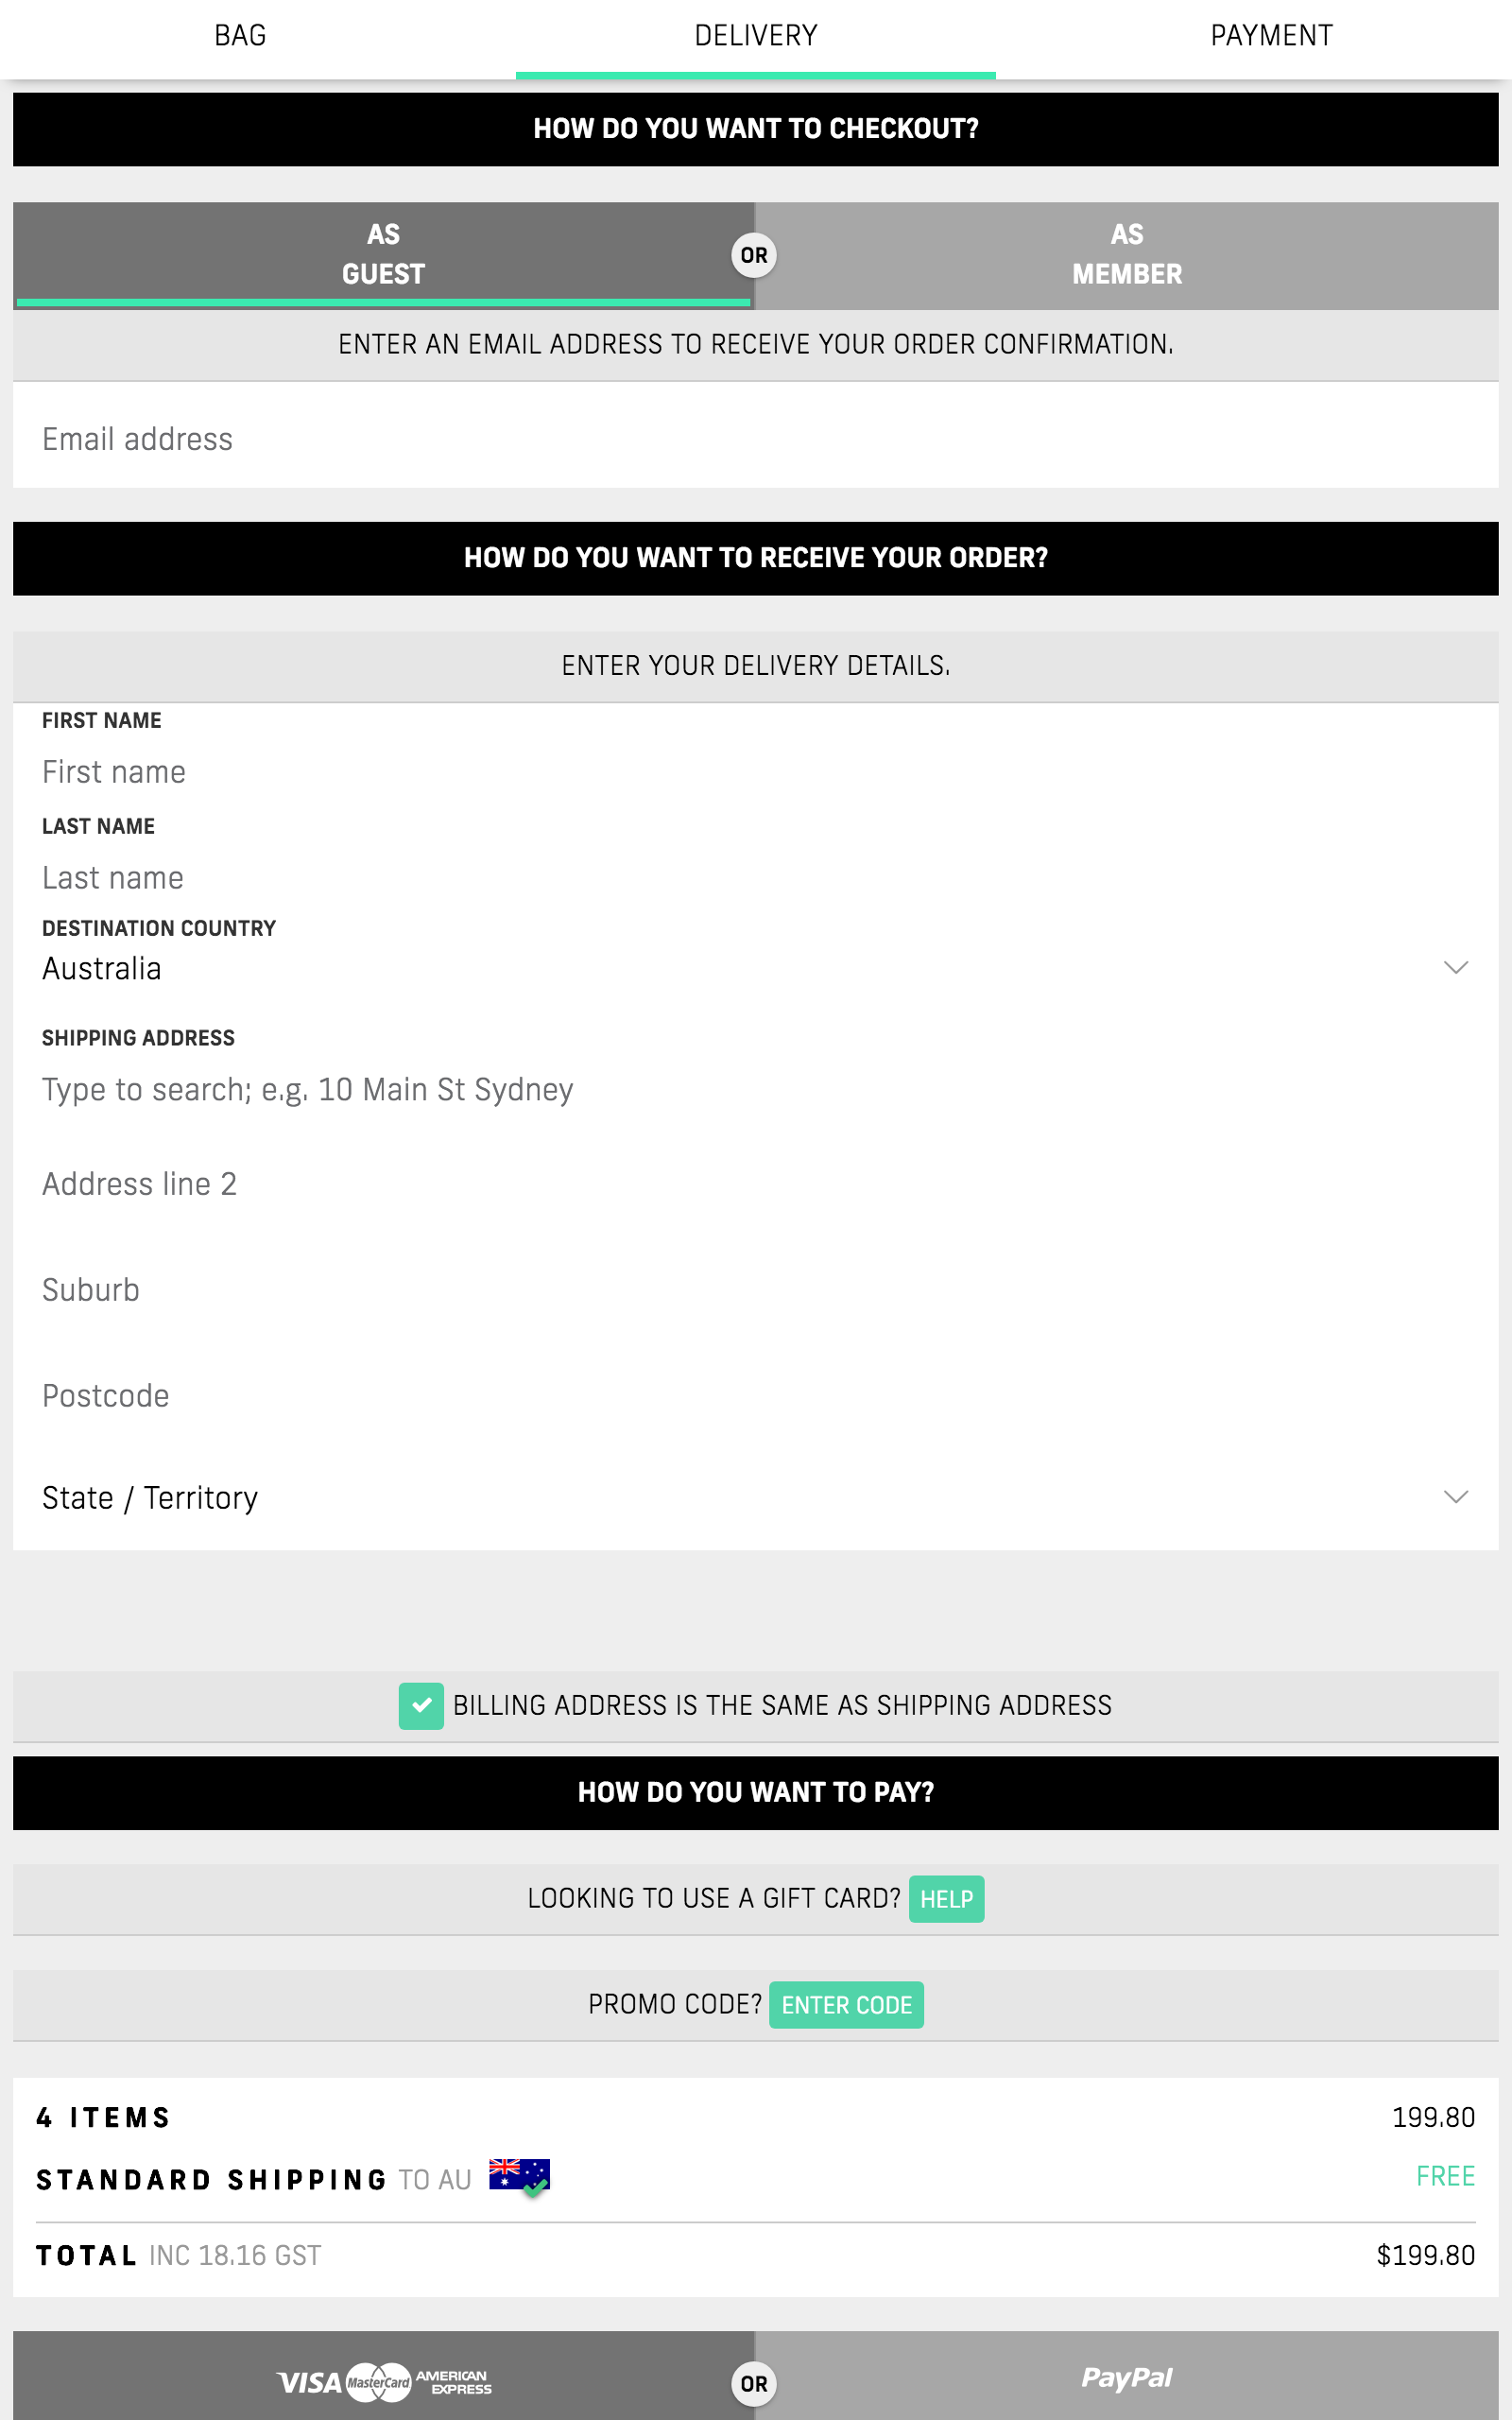 BAG DELIVERY PAYMENT
HOW DO YOU WANT TO CHECKOUT?
AS GUEST
OR
AS MEMBER
ENTER AN EMAIL ADDRESS TO RECEIVE YOUR ORDER CONFIRMATION.
Email address
HOW DO YOU WANT TO RECEIVE YOUR ORDER?
ENTER YOUR DELIVERY DETAILS.
FIRST NAME
First name
LAST NAME
Last name
DESTINATION COUNTRY
Australia
SHIPPING ADDRESS
Type to search; e.g. 10 Main St Sydney
Address line 2
Suburb
Postcode
State / Territory
BILLING ADDRESS IS THE SAME AS SHIPPING ADDRESS
HOW DO YOU WANT TO PAY?
LOOKING TO USE A GIFT CARD? HELP
PROMO CODE? ENTER CODE
4 ITEMS 199.80
STANDARD SHIPPING TO AU FREE
TOTAL INC 18.16 GST $199.80
VISA MasterCard AMERICAN EXPRESS OR PayPal